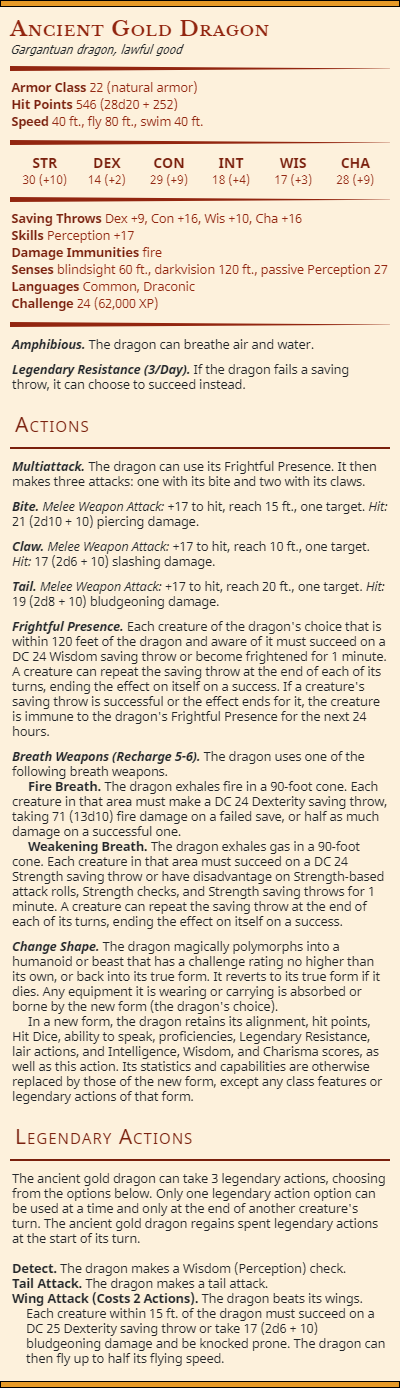 Ancient Gold Dragon
Gargantuan dragon, lawful good
Armor Class 22 (natural armor)
Hit Points 546 (28d20 + 252)
Speed 40 ft., fly 80 ft., swim 40 ft.
STR DEX CON INT WIS CHA
30 (+10) 14 (+2) 29 (+9) 18 (+4) 17 (+3) 28 (+9)
Saving Throws Dex +9, Con +16, Wis +10, Cha +16
Skills Perception +17
Damage Immunities fire
Senses blindsight 60 ft., darkvision 120 ft., passive Perception 27
Languages Common, Draconic
Challenge 24 (62,000 XP)
Amphibious. The dragon can breathe air and water.
Legendary Resistance (3/Day). If the dragon fails a saving
throw, it can choose to succeed instead.
Actions
Multiattack. The dragon can use its Frightful Presence. It then
makes three attacks: one with its bite and two with its claws.
Bite. Melee Weapon Attack: +17 to hit, reach 15 ft., one target. Hit:
21 (2d10 + 10) piercing damage.
Claw. Melee Weapon Attack: +17 to hit, reach 10 ft., one target.
Hit: 17 (2d6 + 10) slashing damage.
Tail. Melee Weapon Attack: +17 to hit, reach 20 ft., one target. Hit:
19 (2d8 + 10) bludgeoning damage.
Frightful Presence. Each creature of the dragon's choice that is
within 120 feet of the dragon and aware of it must succeed on a
DC 24 Wisdom saving throw or become frightened for 1 minute.
A creature can repeat the saving throw at the end of each of its
turns, ending the effect on itself on a success. If a creature's
saving throw is successful or the effect ends for it, the creature
is immune to the dragon's Frightful Presence for the next 24
hours.
Breath Weapons (Recharge 5-6). The dragon uses one of the
following breath weapons.
Fire Breath. The dragon exhales fire in a 90-foot cone. Each
creature in that area must make a DC 24 Dexterity saving throw,
taking 71 (13d10) fire damage on a failed save, or half as much
damage on a successful one.
Weakening Breath. The dragon exhales gas in a 90-foot
cone. Each creature in that area must succeed on a DC 24
Strength saving throw or have disadvantage on Strength-based
attack rolls, Strength checks, and Strength saving throws for 1
minute. A creature can repeat the saving throw at the end of
each of its turns, ending the effect on itself on a success.
Change Shape. The dragon magically polymorphs into a
humanoid or beast that has a challenge rating no higher than
its own, or back into its true form. It reverts to its true form if it
dies. Any equipment it is wearing or carrying is absorbed or
borne by the new form (the dragon's choice).
In a new form, the dragon retains its alignment, hit points,
Hit Dice, ability to speak, proficiencies, Legendary Resistance,
lair actions, and Intelligence, Wisdom, and Charisma scores, as
well as this action. Its statistics and capabilities are otherwise
replaced by those of the new form, except any class features or
legendary actions of that form.
Legendary Actions
The ancient gold dragon can take 3 legendary actions, choosing
from the options below. Only one legendary action option can
be used at a time and only at the end of another creature's
turn. The ancient gold dragon regains spent legendary actions
at the start of its turn.
Detect. The dragon makes a Wisdom (Perception) check.
Tail Attack. The dragon makes a tail attack.
Wing Attack (Costs 2 Actions). The dragon beats its wings.
Each creature within 15 ft. of the dragon must succeed on a
DC 25 Dexterity saving throw or take 17 (2d6 + 10)
bludgeoning damage and be knocked prone. The dragon can
then fly up to half its flying speed.